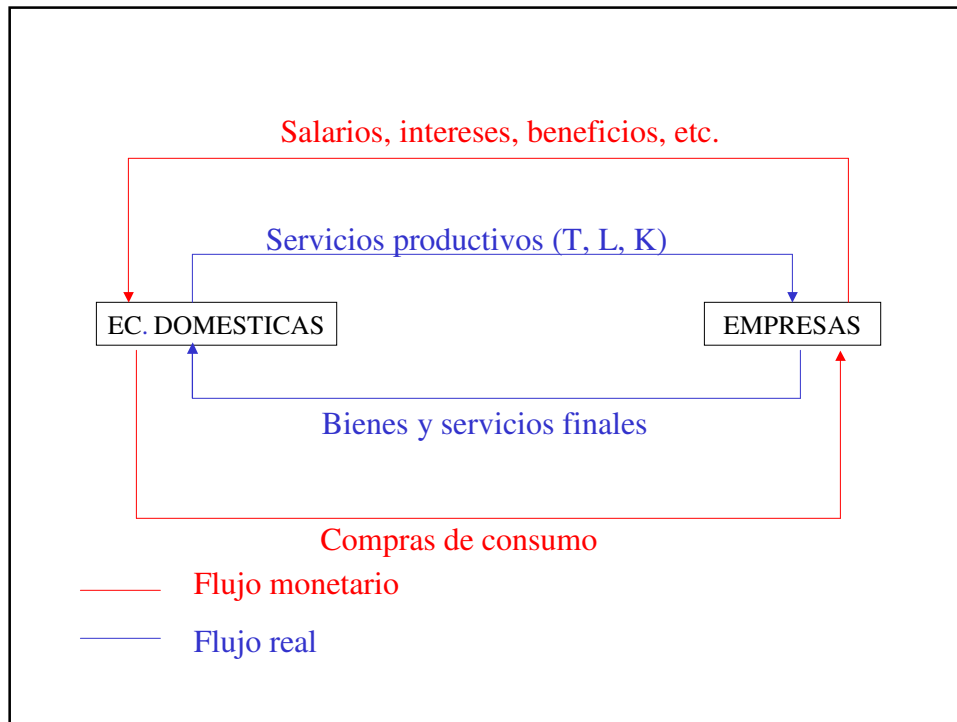 Salarios, intereses, beneficios, etc.
Servicios productivos (T, L, K)
EC. DOMESTICAS
EMPRESAS
Bienes y servicios finales
Compras de consumo
Flujo monetario
Flujo real